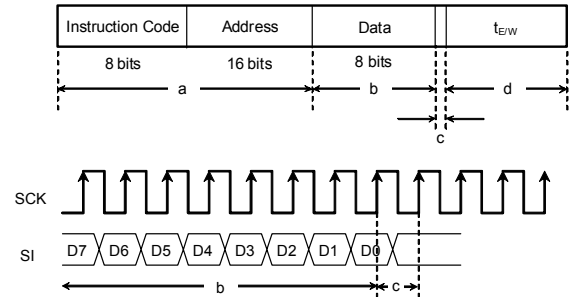 Instruction Code Address Data tE/W
8 bits 16 bits 8 bits
a b d
c
SCK
SI D7 D6 D5 D4 D3 D2 D1 D0
b c